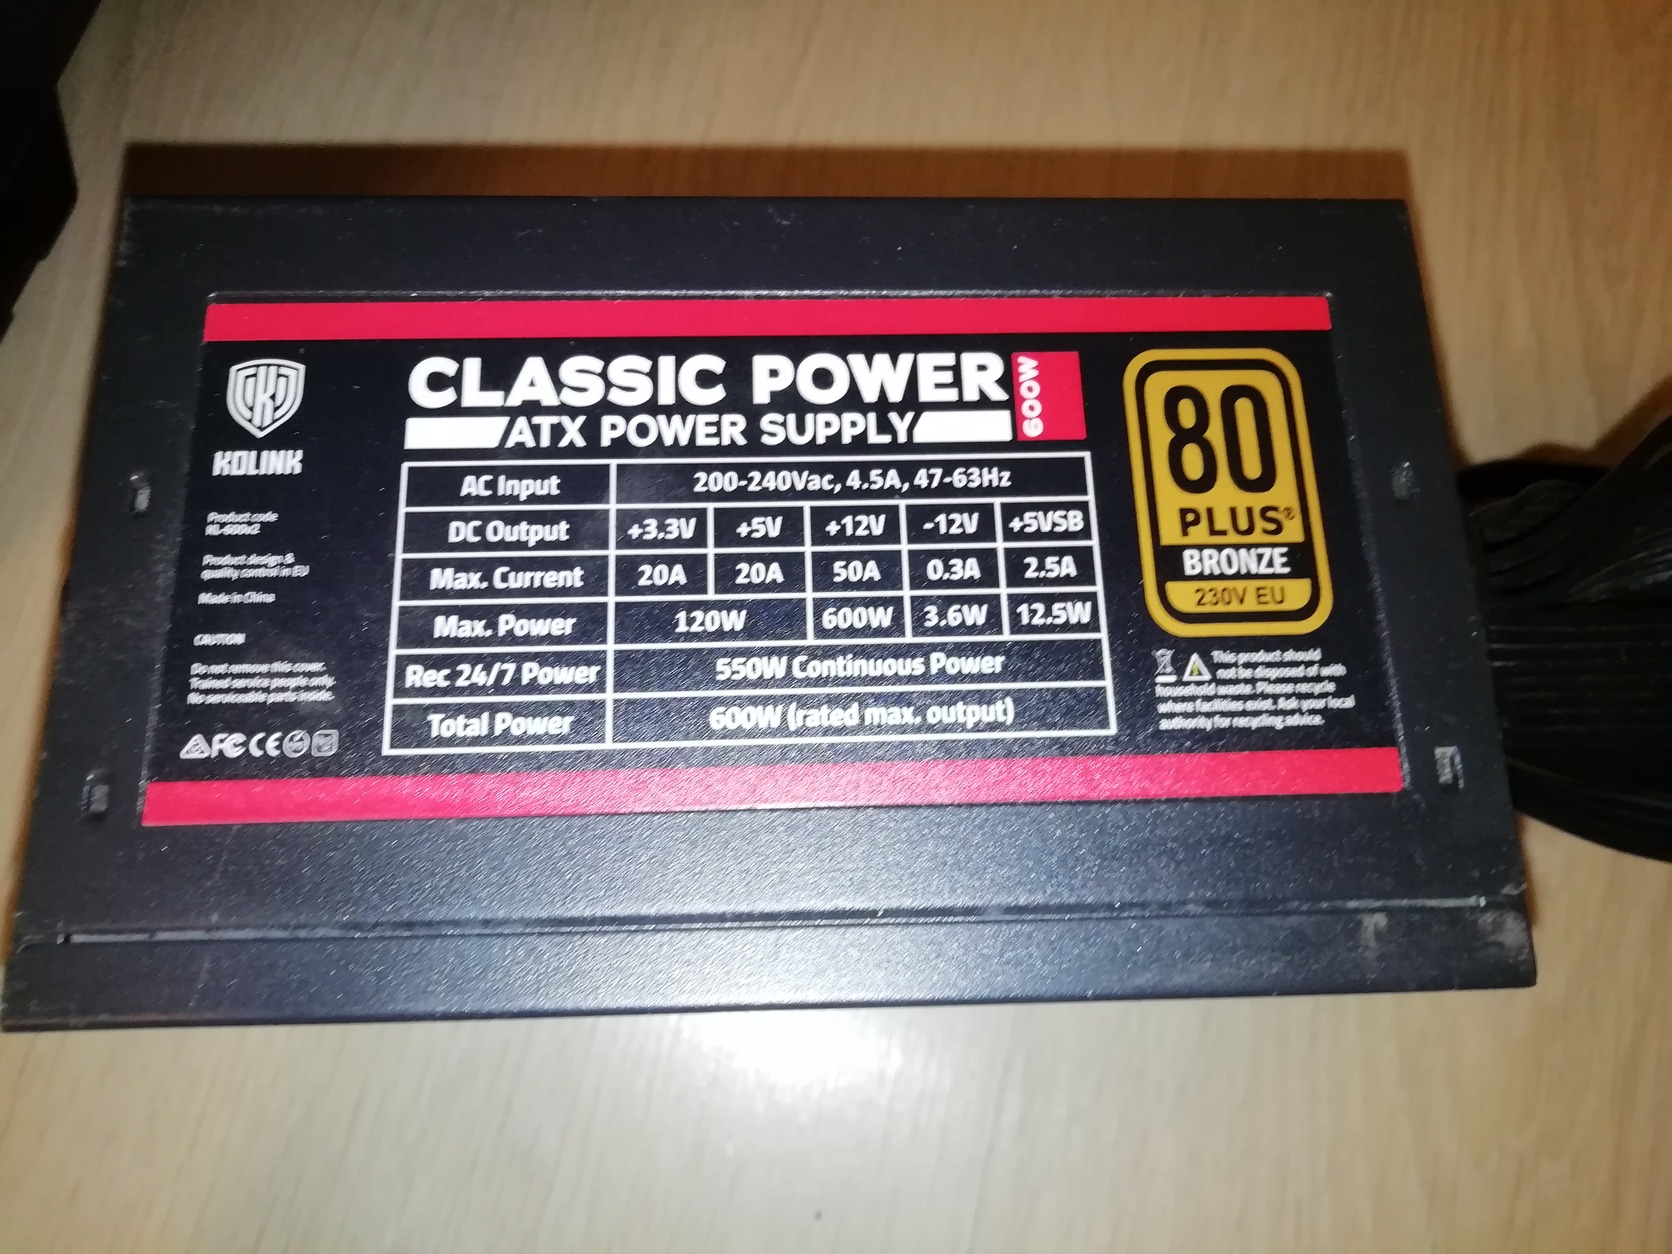 KOLINK
Product code
KL-600v2
Product design &
quality control in EU
Made in China
CAUTION
Do not remove this cover.
Trained service people only.
No serviceable parts inside.
FC CE
CLASSIC POWER
600W
ATX POWER SUPPLY
AC Input 200-240Vac, 4.5A, 47-63Hz
DC Output +3.3V +5V +12V -12V +5VSB
Max. Current 20A 20A 50A 0.3A 2.5A
Max. Power 120W 600W 3.6W 12.5W
Rec 24/7 Power 550W Continuous Power
Total Power 600W (rated max. output)
80
PLUS®
BRONZE
230V EU
This product should
not be disposed of with
household waste. Please recycle
where facilities exist. Ask your local
authority for recycling advice.